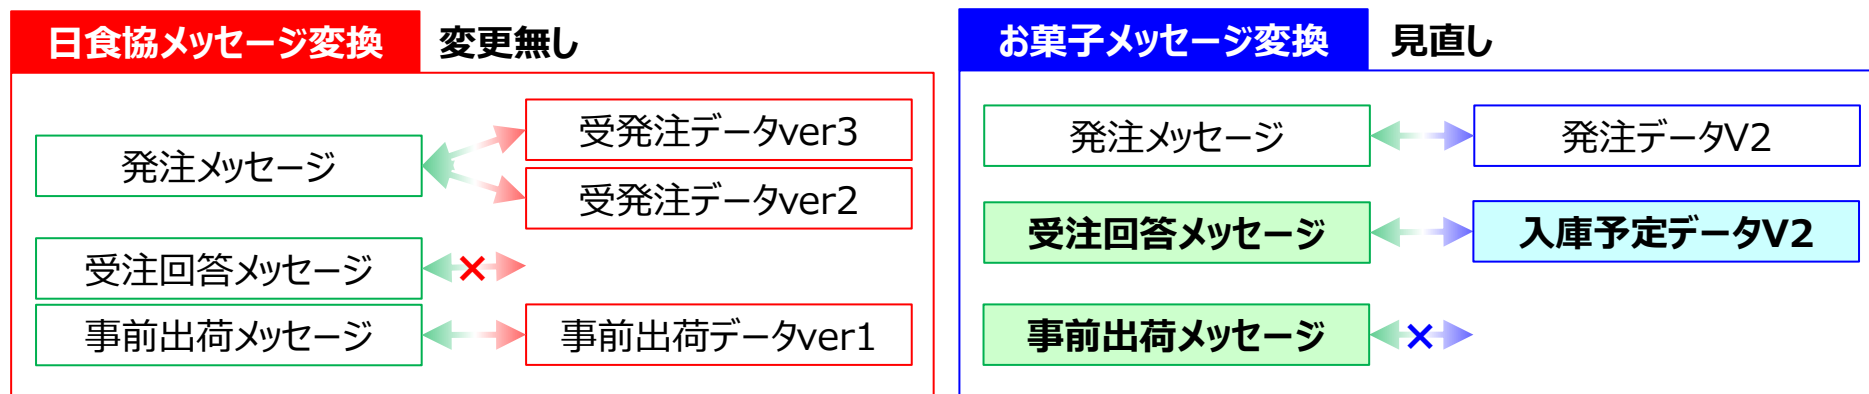 日食協メッセージ変換 変更無し
発注メッセージ
受発注データver3
受発注データver2
受注回答メッセージ
×
事前出荷メッセージ
事前出荷データver1
お菓子メッセージ変換 見直し
発注メッセージ
発注データV2
受注回答メッセージ
入庫予定データV2
事前出荷メッセージ
×